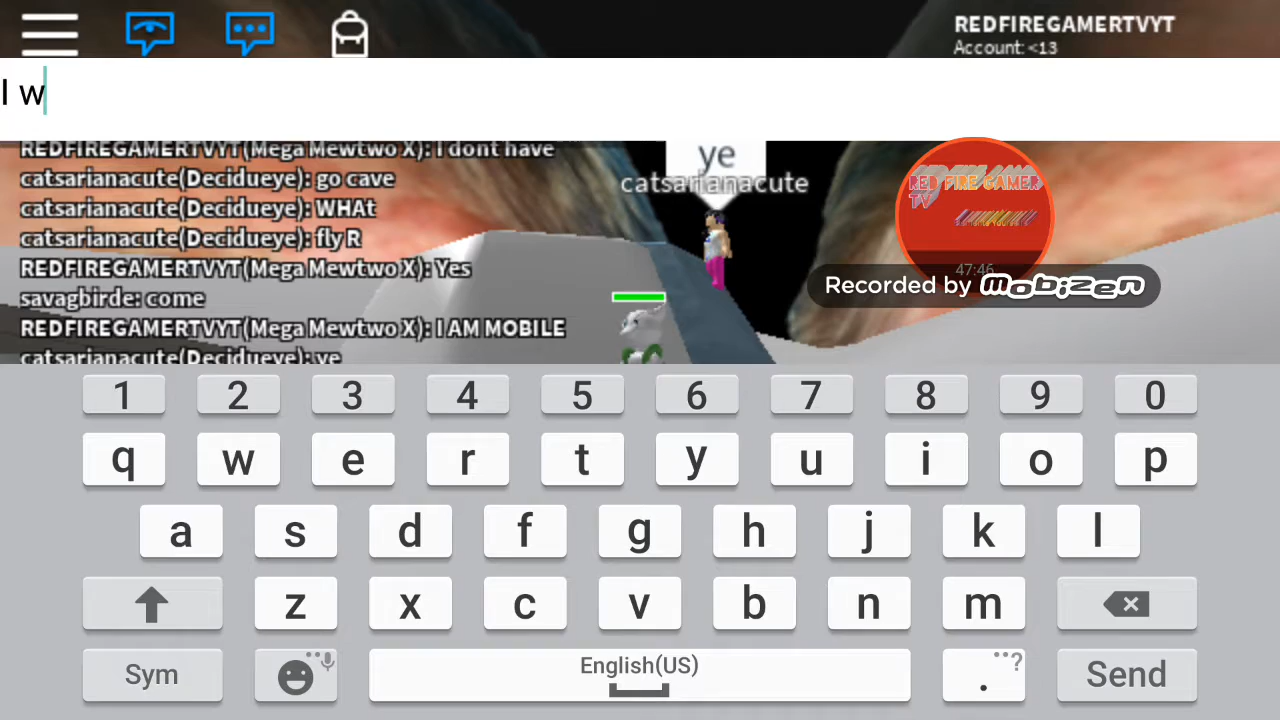 REDFIREGAMERTVYT
Account: <13
I w
REDFIREGAMERTVYT(Mega Mewtwo X): I dont have
catsarianacute(Decidueye): go cave
catsarianacute(Decidueye): WHAt
catsarianacute(Decidueye): fly R
REDFIREGAMERTVYT(Mega Mewtwo X): Yes
savagbirde: come
REDFIREGAMERTVYT(Mega Mewtwo X): I AM MOBILE
catsarianacute(Decidueye): ye
ye
catsarianacute
RED FIRE GAMER
TV
47:46
Recorded by mobizen
1 2 3 4 5 6 7 8 9 0
q w e r t y u i o p
a s d f g h j k l
z x c v b n m
Sym English(US) . ? Send